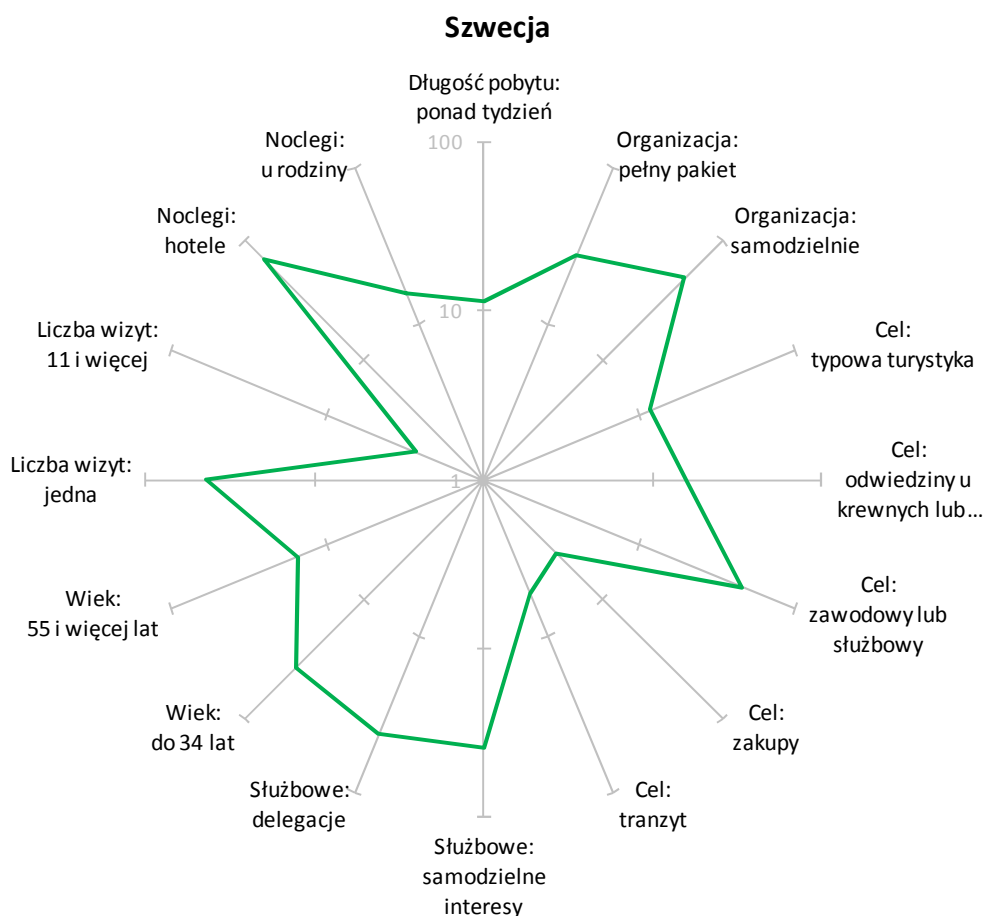 Szwecja
Długość pobytu:
ponad tydzień
Organizacja:
pełny pakiet
Organizacja:
samodzielnie
Cel:
typowa turystyka
Cel:
odwiedziny u
krewnych lub...
Cel:
zawodowy lub
służbowy
Cel:
zakupy
Cel:
tranzyt
Służbowe:
samodzielne
interesy
Służbowe:
delegacje
Wiek:
do 34 lat
Wiek:
55 i więcej lat
Liczba wizyt:
jedna
Liczba wizyt:
11 i więcej
Noclegi:
hotele
Noclegi:
u rodziny
100
10
1